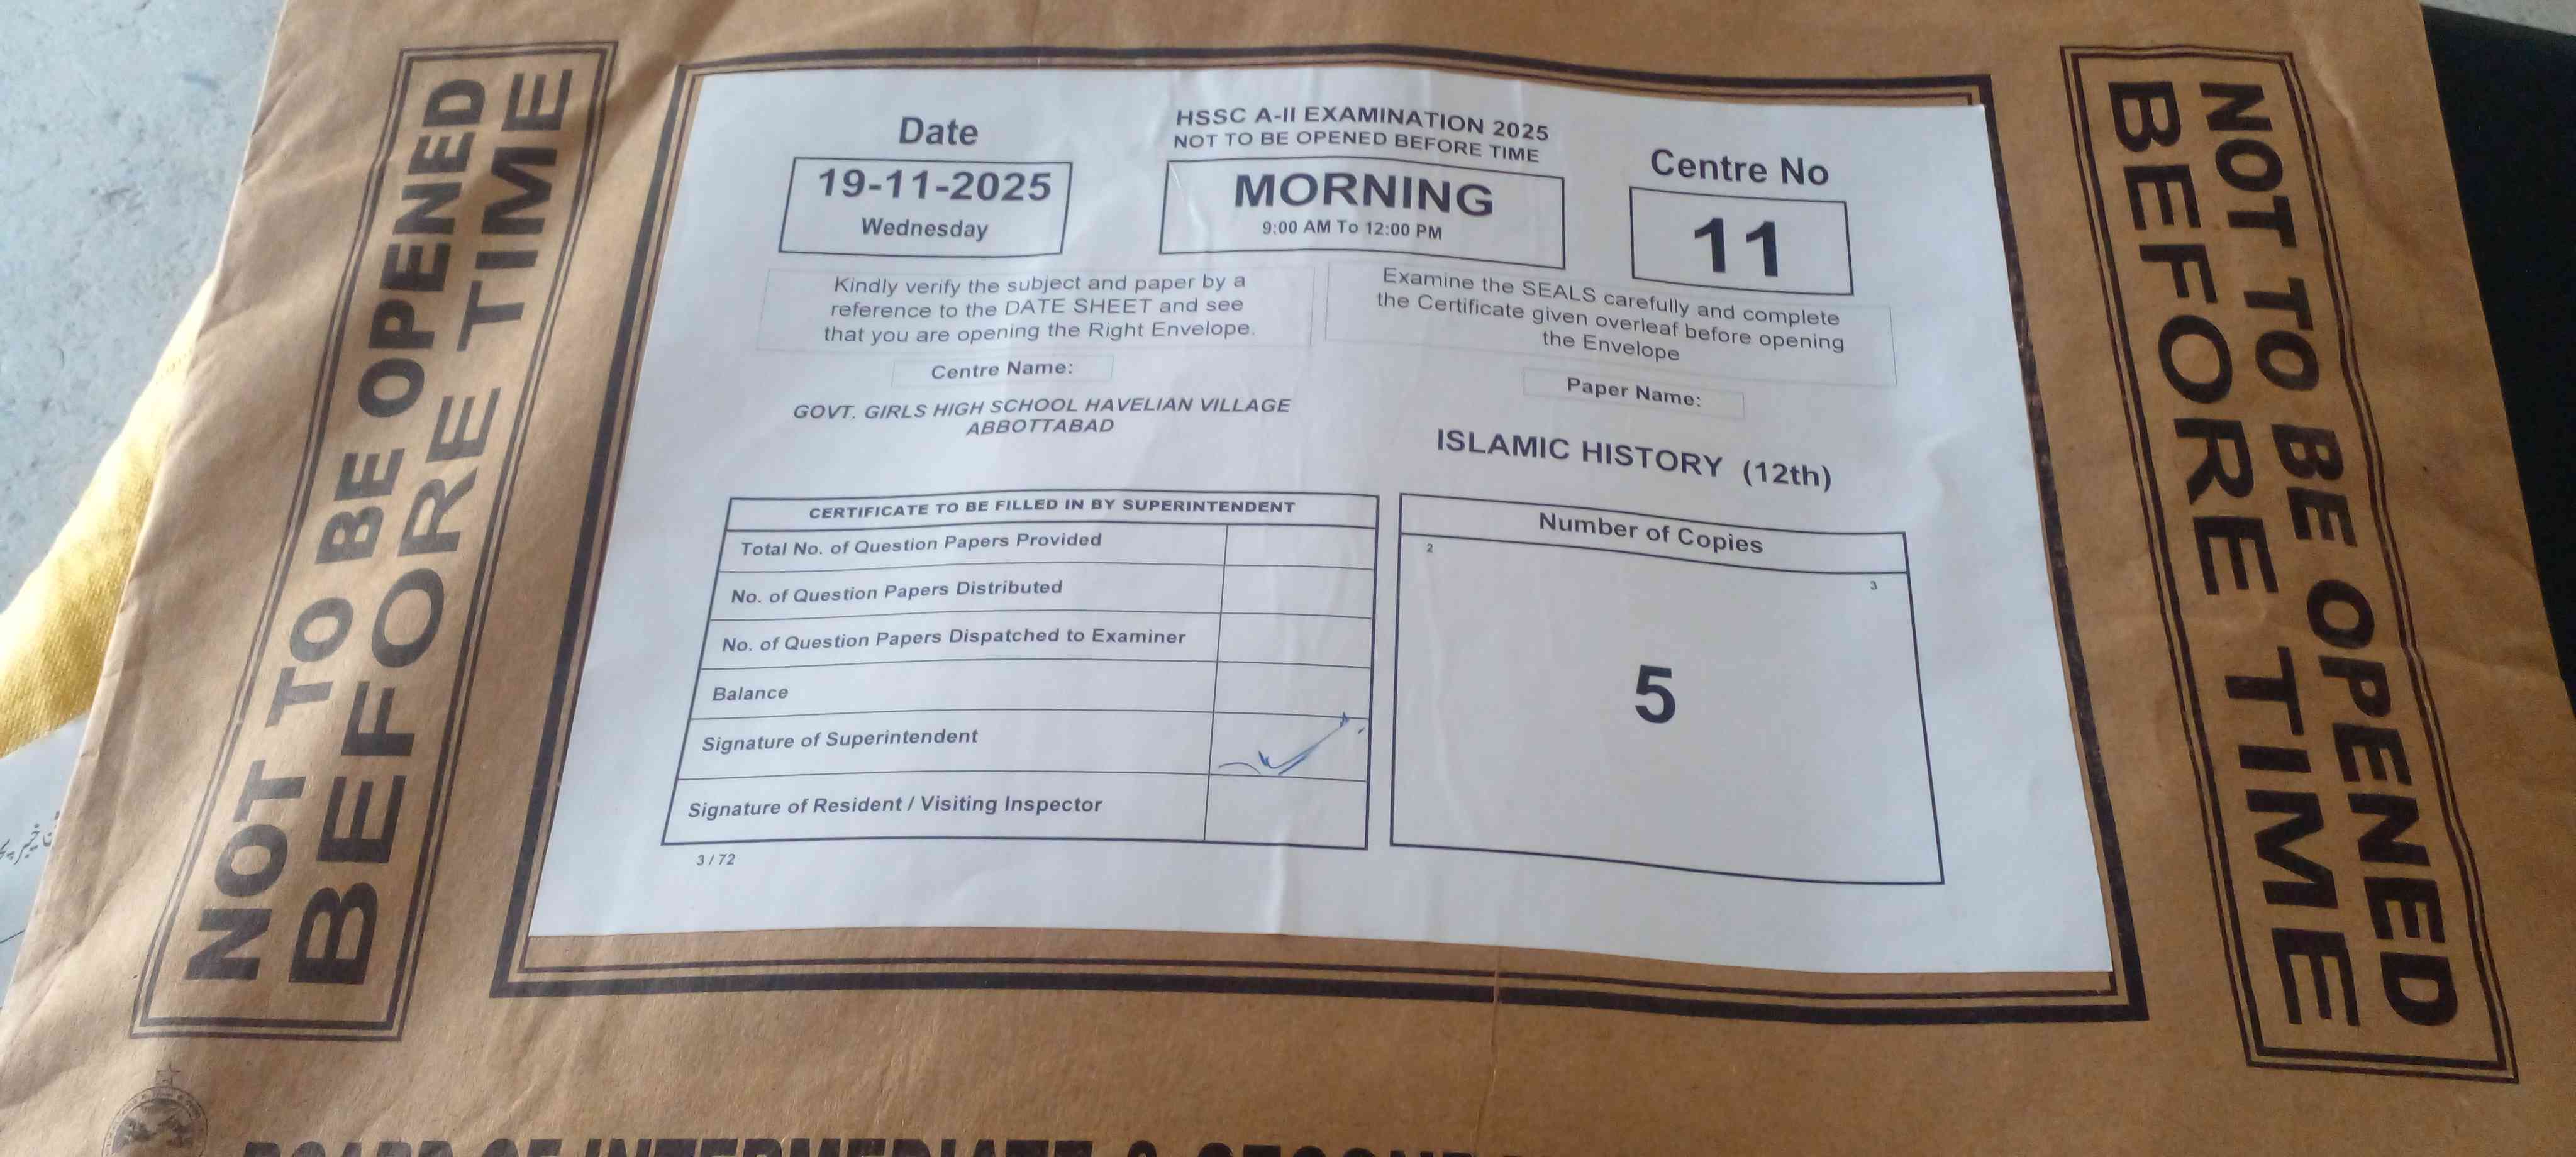 NOT TO BE OPENED
BEFORE TIME
HSSC A-II EXAMINATION 2025
NOT TO BE OPENED BEFORE TIME
Date
19-11-2025
Wednesday
MORNING
9:00 AM To 12:00 PM
Centre No
11
Kindly verify the subject and paper by a
reference to the DATE SHEET and see
that you are opening the Right Envelope.
Examine the SEALS carefully and complete
the Certificate given overleaf before opening
the Envelope
Centre Name:
GOVT. GIRLS HIGH SCHOOL HAVELIAN VILLAGE
ABBOTTABAD
Paper Name:
ISLAMIC HISTORY (12th)
CERTIFICATE TO BE FILLED IN BY SUPERINTENDENT
Total No. of Question Papers Provided
No. of Question Papers Distributed
No. of Question Papers Dispatched to Examiner
Balance
Signature of Superintendent
Signature of Resident / Visiting Inspector
3 / 72
Number of Copies
2
3
5
NOT TO BE OPENED
BEFORE TIME
BOARD OF INTERMEDIATE &